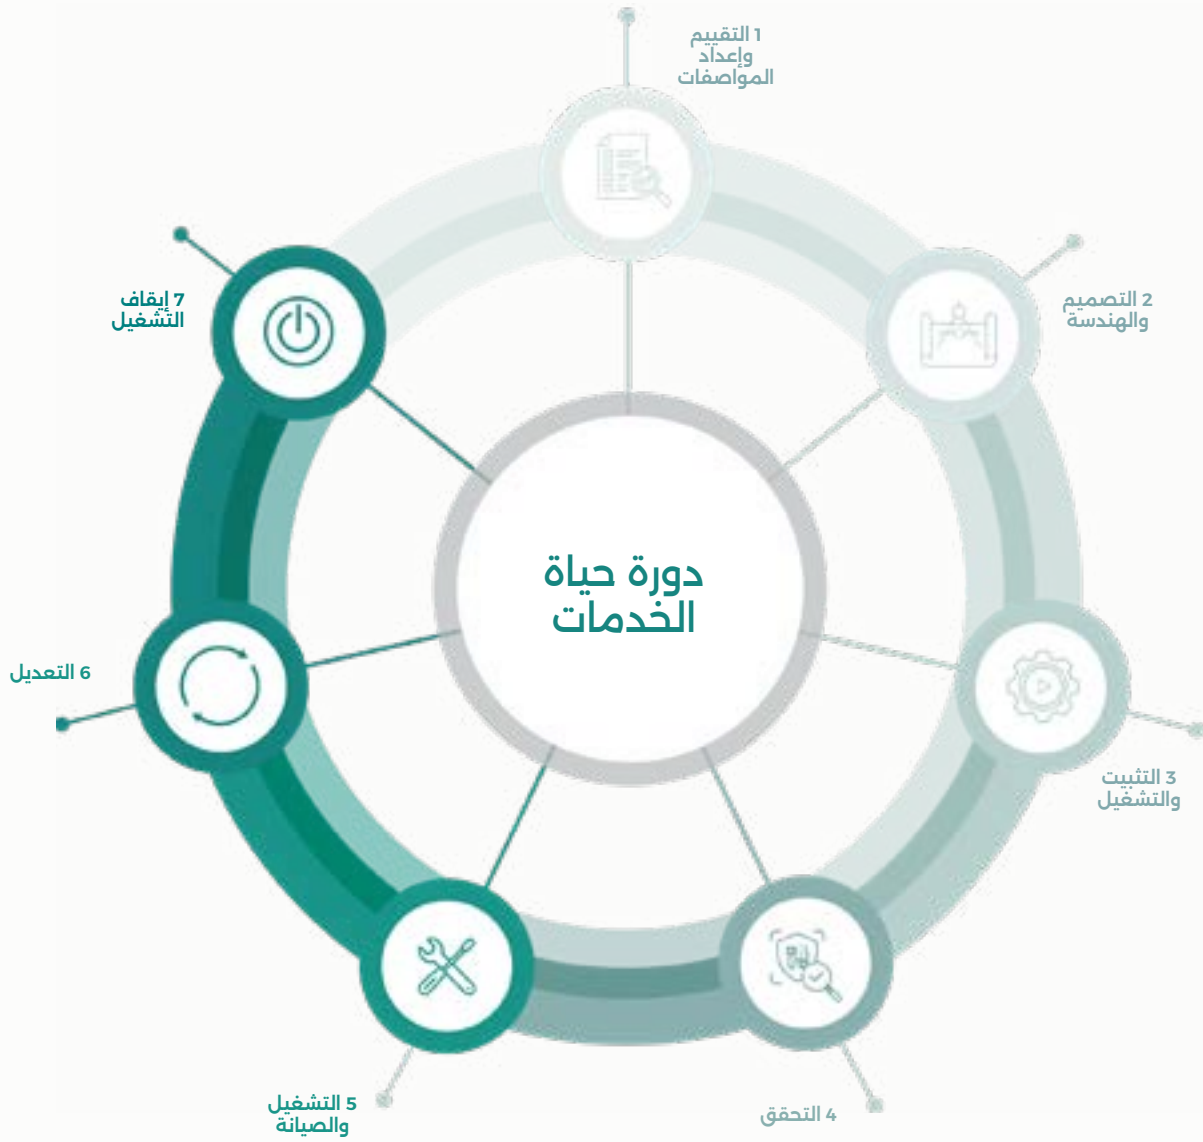 1 التقييم
وإعداد
المواصفات
2 التصميم
والهندسة
3 التثبيت
والتشغيل
4 التحقق
5 التشغيل
والصيانة
6 التعديل
7 إيقاف
التشغيل
دورة حياة
الخدمات